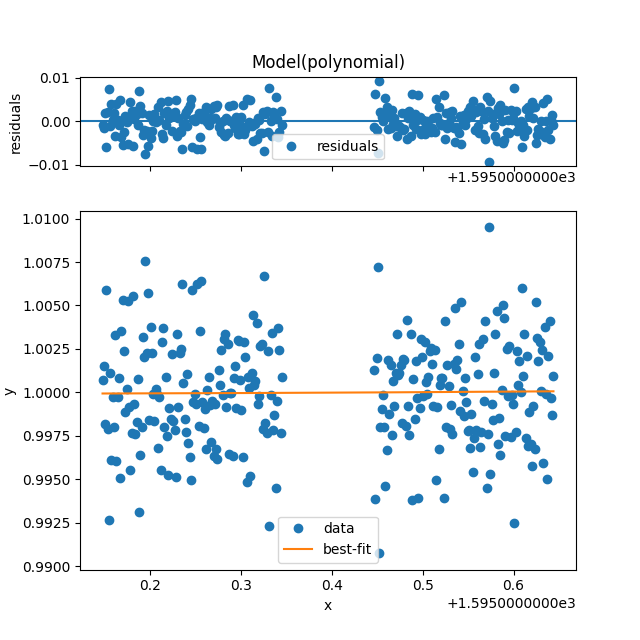 Model(polynomial)
0.01
0.00
−0.01
residuals
residuals
+1.5950000000e3
1.0100
1.0075
1.0050
1.0025
1.0000
0.9975
0.9950
0.9925
0.9900
y
data
best-fit
0.2 0.3 0.4 0.5 0.6
x
+1.5950000000e3